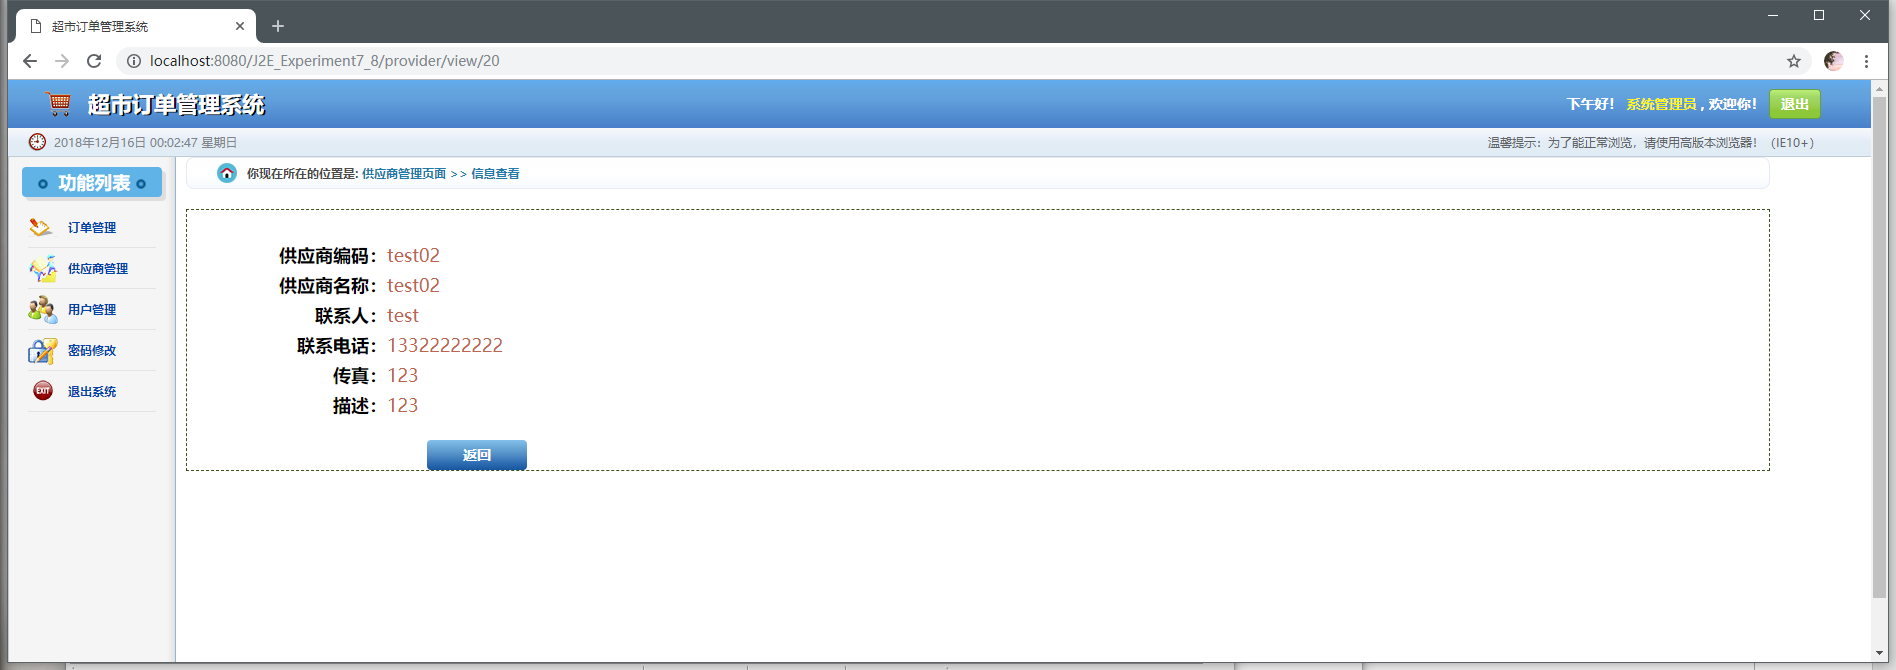 超市订单管理系统
localhost:8080/J2E_Experiment7_8/provider/view/20
超市订单管理系统
下午好！ 系统管理员 , 欢迎你！ 退出
2018年12月16日 00:02:47 星期日
温馨提示：为了能正常浏览，请使用高版本浏览器！ (IE10+)
功能列表
你现在所在的位置是: 供应商管理页面 >> 信息查看
订单管理
供应商管理
用户管理
密码修改
EXIT 退出系统
供应商编码： test02
供应商名称： test02
联系人： test
联系电话： 13322222222
传真： 123
描述： 123
返回